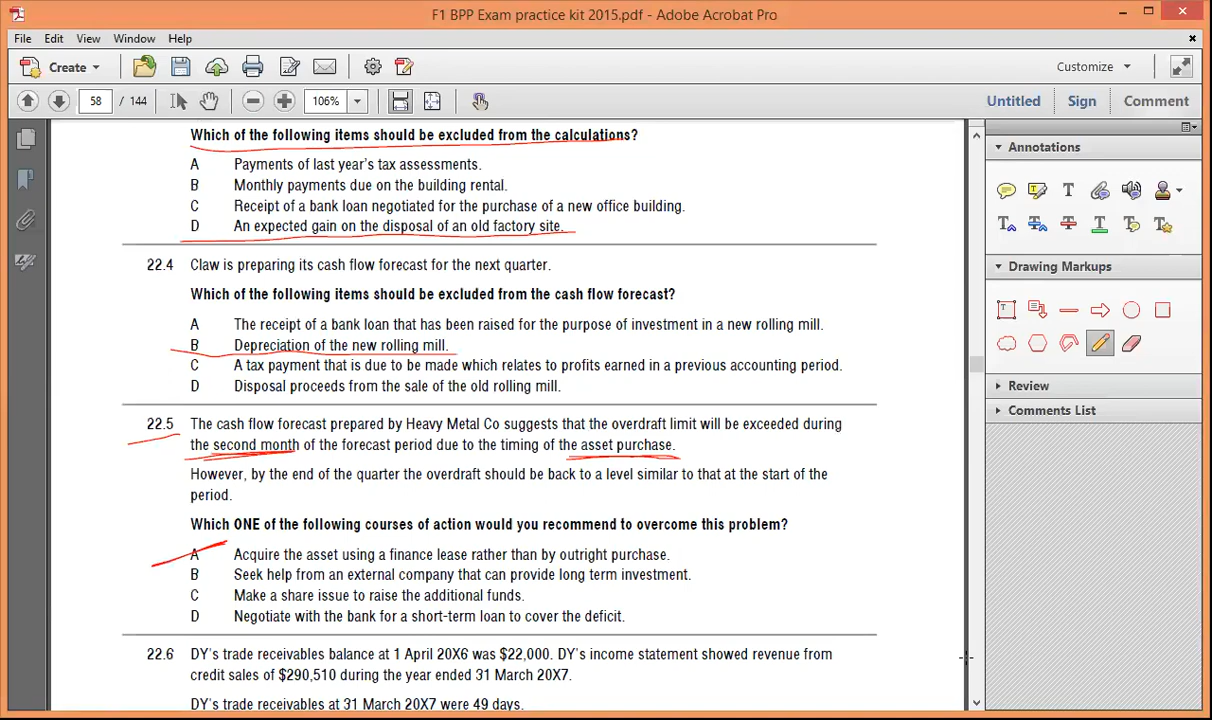 F1 BPP Exam practice kit 2015.pdf - Adobe Acrobat Pro
File Edit View Window Help
Create Customize
58 / 144 106% Untitled Sign Comment
Which of the following items should be excluded from the calculations?
A Payments of last year's tax assessments.
B Monthly payments due on the building rental.
C Receipt of a bank loan negotiated for the purchase of a new office building.
D An expected gain on the disposal of an old factory site.
22.4 Claw is preparing its cash flow forecast for the next quarter.
Which of the following items should be excluded from the cash flow forecast?
A The receipt of a bank loan that has been raised for the purpose of investment in a new rolling mill.
B Depreciation of the new rolling mill.
C A tax payment that is due to be made which relates to profits earned in a previous accounting period.
D Disposal proceeds from the sale of the old rolling mill.
22.5 The cash flow forecast prepared by Heavy Metal Co suggests that the overdraft limit will be exceeded during
the second month of the forecast period due to the timing of the asset purchase.
However, by the end of the quarter the overdraft should be back to a level similar to that at the start of the
period.
Which ONE of the following courses of action would you recommend to overcome this problem?
A Acquire the asset using a finance lease rather than by outright purchase.
B Seek help from an external company that can provide long term investment.
C Make a share issue to raise the additional funds.
D Negotiate with the bank for a short-term loan to cover the deficit.
22.6 DY's trade receivables balance at 1 April 20X6 was $22,000. DY's income statement showed revenue from
credit sales of $290,510 during the year ended 31 March 20X7.
DY's trade receivables at 31 March 20X7 were 49 days.
Annotations
Drawing Markups
Review
Comments List